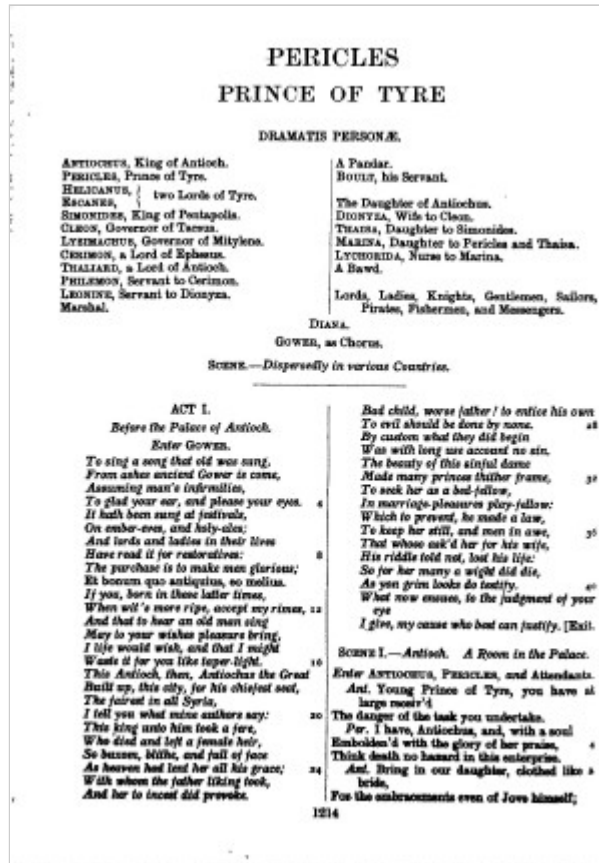 PERICLES
PRINCE OF TYRE
DRAMATIS PERSONÆ.
ANTIOCHUS, King of Antioch.
PERICLES, Prince of Tyre.
HELICANUS,
ESCANES,
two Lords of Tyre.
SIMONIDES, King of Pentapolis.
CLEON, Governor of Tarsus.
LYSIMACHUS, Governor of Mitylene.
CERIMON, a Lord of Ephesus.
THALIARD, a Lord of Antioch.
PHILEMON, Servant to Cerimon.
LEONINE, Servant to Dionyza.
Marshal.
A Pandar.
BOULT, his Servant.
The Daughter of Antiochus.
DIONYZA, Wife to Cleon.
THAISA, Daughter to Simonides.
MARINA, Daughter to Pericles and Thaisa.
LYCHORIDA, Nurse to Marina.
A Bawd.
Lords, Ladies, Knights, Gentlemen, Sailors,
Pirates, Fishermen, and Messengers.
DIANA.
GOWER, as Chorus.
SCENE.—Dispersedly in various Countries.
ACT I.
Before the Palace of Antioch.
Enter GOWER.
To sing a song that old was sung,
From ashes ancient Gower is come,
Assuming man's infirmities,
To glad your ear, and please your eyes. 4
It hath been sung at festivals,
On ember-eves, and holy-ales;
And lords and ladies in their lives
Have read it for restoratives: 8
The purchase is to make men glorious;
Et bonum quo antiquius, eo melius.
If you, born in these latter times,
When wit's more ripe, accept my rimes, 12
And that to hear an old man sing
May to your wishes pleasure bring,
I life would wish, and that I might
Waste it for you like taper-light. 16
This Antioch, then, Antiochus the Great
Built up, this city, for his chiefest seat,
The fairest in all Syria,
I tell you what mine authors say: 20
This king unto him took a fere,
Who died and left a female heir,
So buxom, blithe, and full of face
As heaven had lent her all his grace; 24
With whom the father liking took,
And her to incest did provoke.
Bad child, worse father! to entice his own
To evil should be done by none. 28
By custom what they did begin
Was with long use account no sin.
The beauty of this sinful dame
Made many princes thither frame, 32
To seek her as a bed-fellow,
In marriage-pleasures play-fellow:
Which to prevent, he made a law,
To keep her still, and men in awe, 36
That whoso ask'd her for his wife,
His riddle told not, lost his life:
So for her many a wight did die,
As yon grim looks do testify. 40
What now ensues, to the judgment of your
eye
I give, my cause who best can justify. [Exit.
SCENE I.—Antioch. A Room in the Palace.
Enter ANTIOCHUS, PERICLES, and Attendants.
Ant. Young Prince of Tyre, you have at
large receiv'd
The danger of the task you undertake.
Per. I have, Antiochus, and, with a soul
Embolden'd with the glory of her praise, 4
Think death no hazard in this enterprise.
Ant. Bring in our daughter, clothed like a
bride,
For the embracements even of Jove himself;
1214